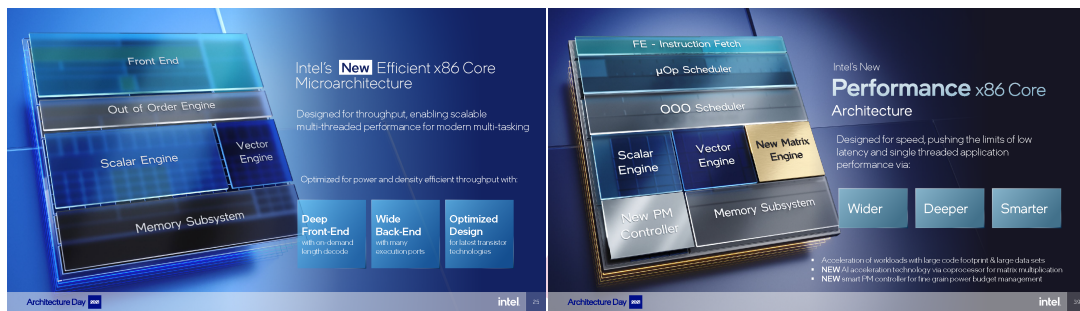 Front End
Out of Order Engine
Scalar Engine
Vector
Engine
Memory Subsystem
Intel's New Efficient x86 Core
Microarchitecture
Designed for throughput, enabling scalable
multi-threaded performance for modern multi-tasking
Optimized for power and density efficient throughput with:
Deep
Front-End
with on-demand
length decode
Wide
Back-End
with many
execution ports
Optimized
Design
for latest transistor
technologies
Architecture Day 2021
intel
25
FE - Instruction Fetch
μOp Scheduler
OOO Scheduler
Scalar
Engine
Vector
Engine
New Matrix
Engine
New PM
Controller
Memory Subsystem
Intel's New
Performance x86 Core
Architecture
Designed for speed, pushing the limits of low
latency and single threaded application
performance via:
Wider
Deeper
Smarter
• Acceleration of workloads with large code footprint & large data sets
• NEW AI acceleration technology via coprocessor for matrix multiplication
• NEW smart PM controller for fine grain power budget management
Architecture Day 2021
intel
39